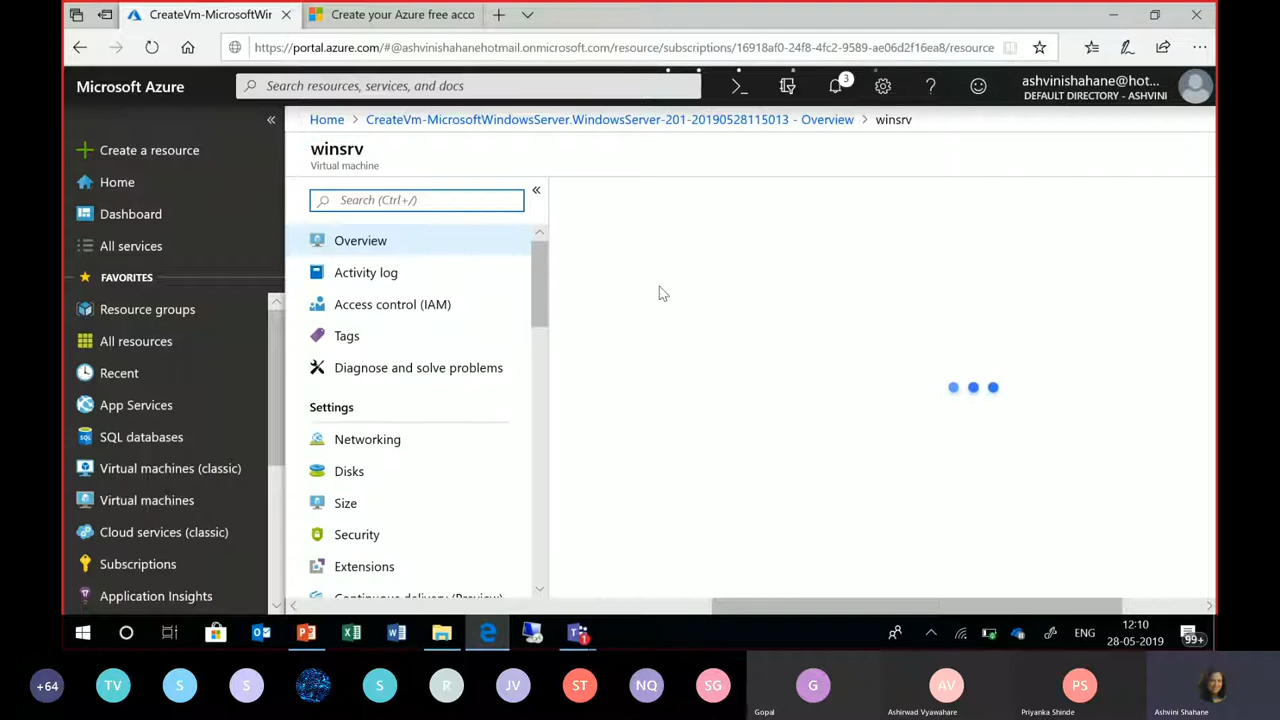 CreateVm-MicrosoftWir
Create your Azure free acco
https://portal.azure.com/#@ashvinishahanehotmail.onmicrosoft.com/resource/subscriptions/16918af0-24f8-4fc2-9589-ae06d2f16ea8/resource
Microsoft Azure
Search resources, services, and docs
3
ashvinishahane@hot...
DEFAULT DIRECTORY - ASHVINI
Create a resource
Home
Dashboard
All services
FAVORITES
Resource groups
All resources
Recent
App Services
SQL databases
Virtual machines (classic)
Virtual machines
Cloud services (classic)
Subscriptions
Application Insights
Home > CreateVm-MicrosoftWindowsServer.WindowsServer-201-20190528115013 - Overview > winsrv
winsrv
Virtual machine
Search (Ctrl+/)
Overview
Activity log
Access control (IAM)
Tags
Diagnose and solve problems
Settings
Networking
Disks
Size
Security
Extensions
Continuous delivery (Preview)
1
ENG
12:10
28-05-2019
99+
+64
TV
S
S
S
R
JV
ST
NQ
SG
G
Gopal
AV
Ashirwad Vyawahare
PS
Priyanka Shinde
Ashvini Shahane